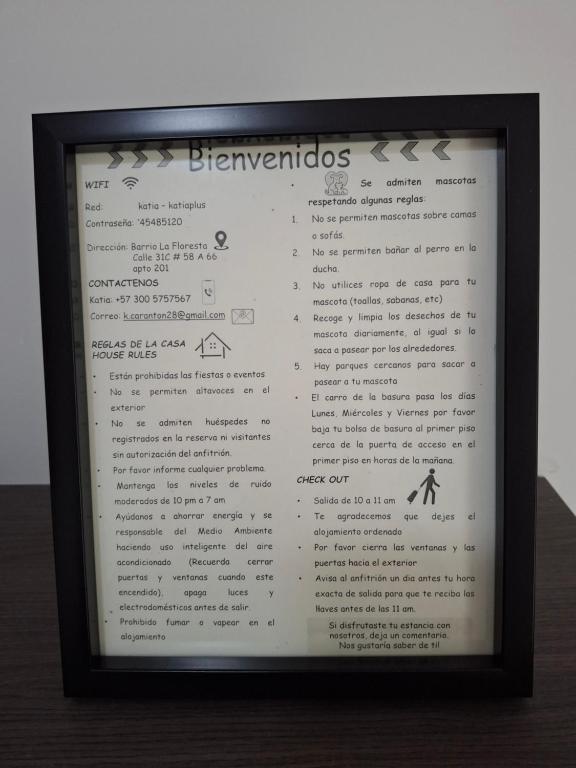 Bienvenidos
WIFI
Red: katia - katiaplus
Contraseña: '45485120
Dirección: Barrio La Floresta
Calle 31C # 58 A 66
apto 201
CONTACTENOS
Katia: +57 300 5757567
Correo: k.caranton28@gmail.com
REGLAS DE LA CASA
HOUSE RULES
• Están prohibidas las fiestas o eventos
• No se permiten altavoces en el
exterior
• No se admiten huéspedes no
registrados en la reserva ni visitantes
sin autorización del anfitrión.
• Por favor informe cualquier problema.
• Mantenga los niveles de ruido
moderados de 10 pm a 7 am
• Ayúdanos a ahorrar energía y se
responsable del Medio Ambiente
haciendo uso inteligente del aire
acondicionado (Recuerda cerrar
puertas y ventanas cuando este
encendido), apaga luces y
electrodomésticos antes de salir.
• Prohibido fumar o vapear en el
alojamiento
• Se admiten mascotas
respetando algunas reglas:
1. No se permiten mascotas sobre camas
o sofás.
2. No se permiten bañar al perro en la
ducha.
3. No utilices ropa de casa para tu
mascota (toallas, sabanas, etc)
4. Recoge y limpia los desechos de tu
mascota diariamente, al igual si lo
saca a pasear por los alrededores.
5. Hay parques cercanos para sacar a
pasear a tu mascota
• El carro de la basura pasa los días
Lunes, Miércoles y Viernes por favor
baja tu bolsa de basura al primer piso
cerca de la puerta de acceso en el
primer piso en horas de la mañana.
CHECK OUT
• Salida de 10 a 11 am
• Te agradecemos que dejes el
alojamiento ordenado
• Por favor cierra las ventanas y las
puertas hacia el exterior
• Avisa al anfitrión un dia antes tu hora
exacta de salida para que te reciba las
llaves antes de las 11 am.
Si disfrutaste tu estancia con
nosotros, deja un comentario.
Nos gustaría saber de ti!